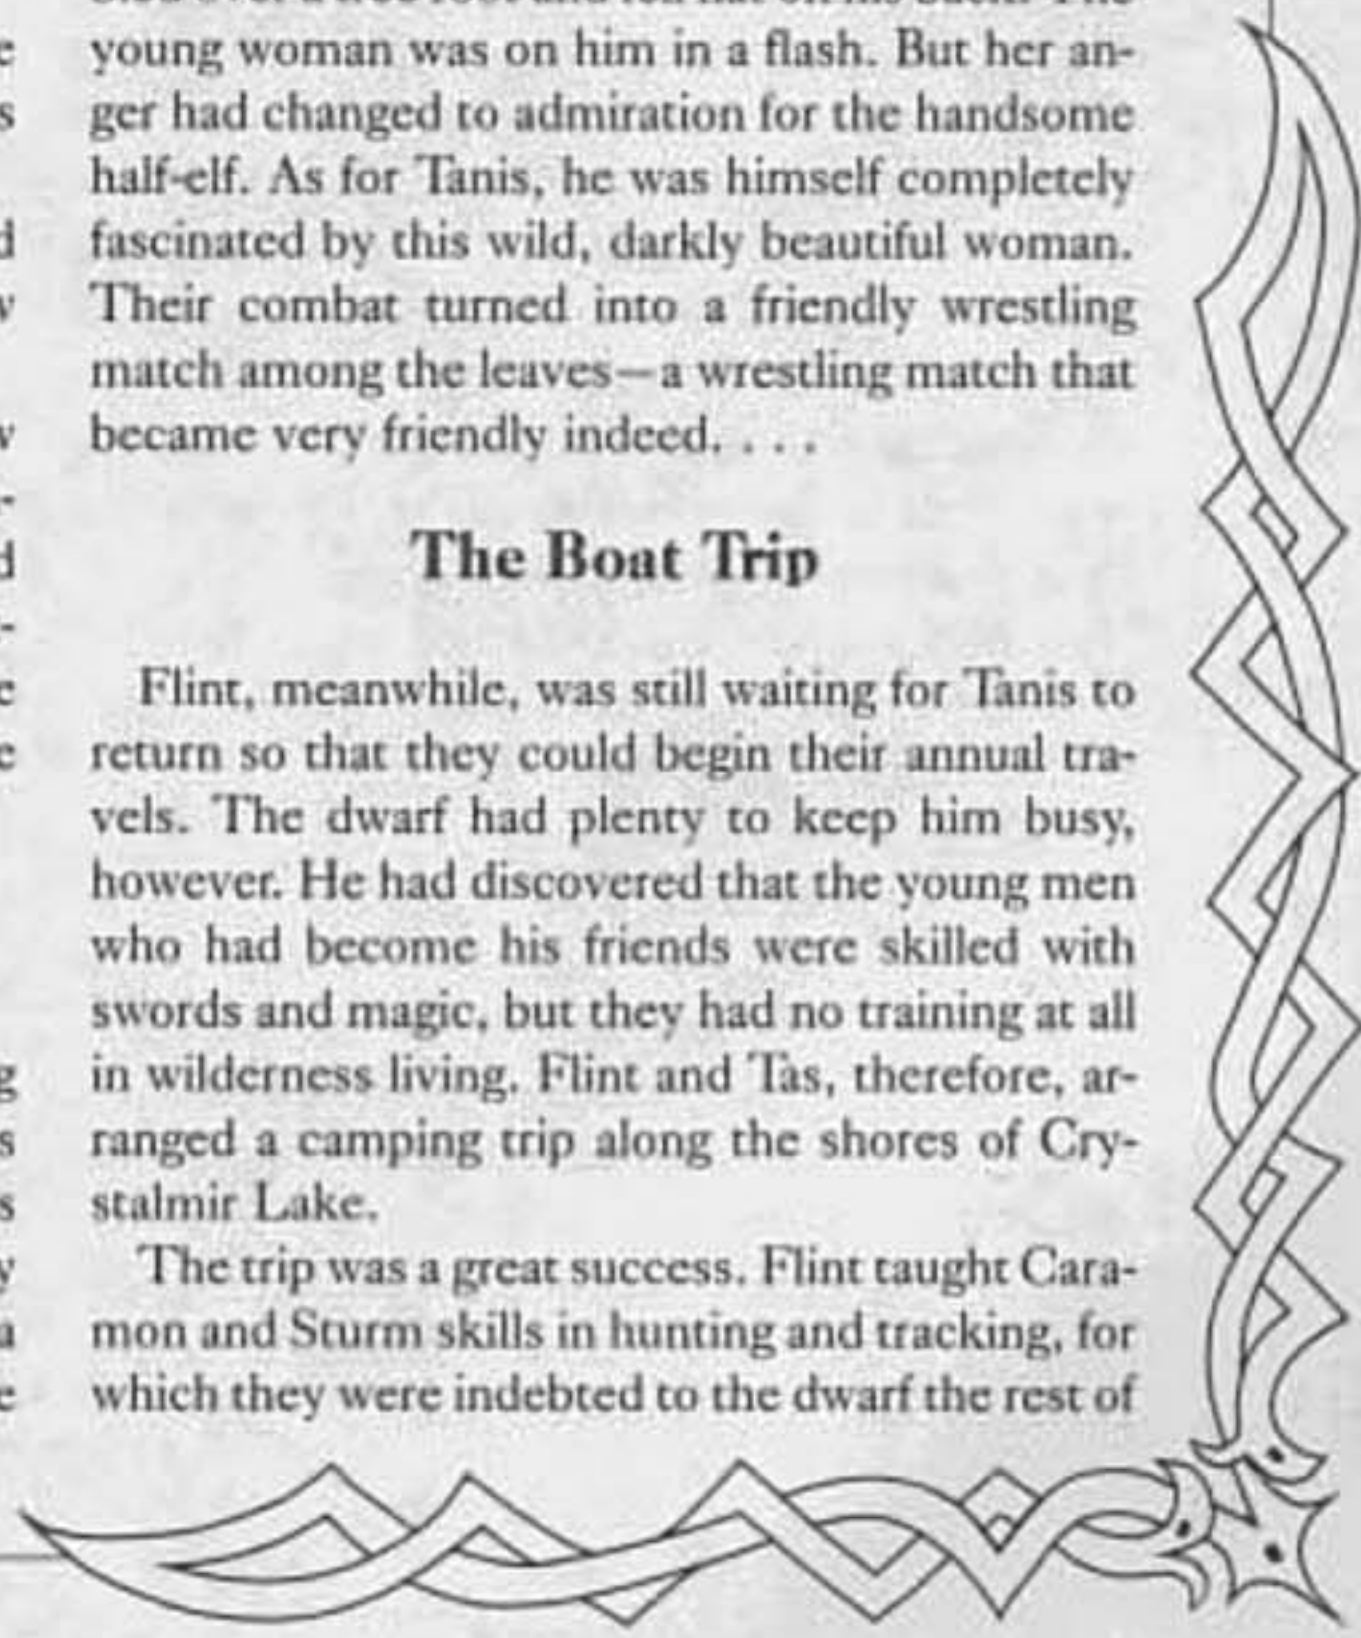 young woman was on him in a flash. But her an-
ger had changed to admiration for the handsome
half-elf. As for Tanis, he was himself completely
fascinated by this wild, darkly beautiful woman.
Their combat turned into a friendly wrestling
match among the leaves—a wrestling match that
became very friendly indeed. . . .
The Boat Trip
Flint, meanwhile, was still waiting for Tanis to
return so that they could begin their annual tra-
vels. The dwarf had plenty to keep him busy,
however. He had discovered that the young men
who had become his friends were skilled with
swords and magic, but they had no training at all
in wilderness living. Flint and Tas, therefore, ar-
ranged a camping trip along the shores of Cry-
stalmir Lake.
The trip was a great success. Flint taught Cara-
mon and Sturm skills in hunting and tracking, for
which they were indebted to the dwarf the rest of